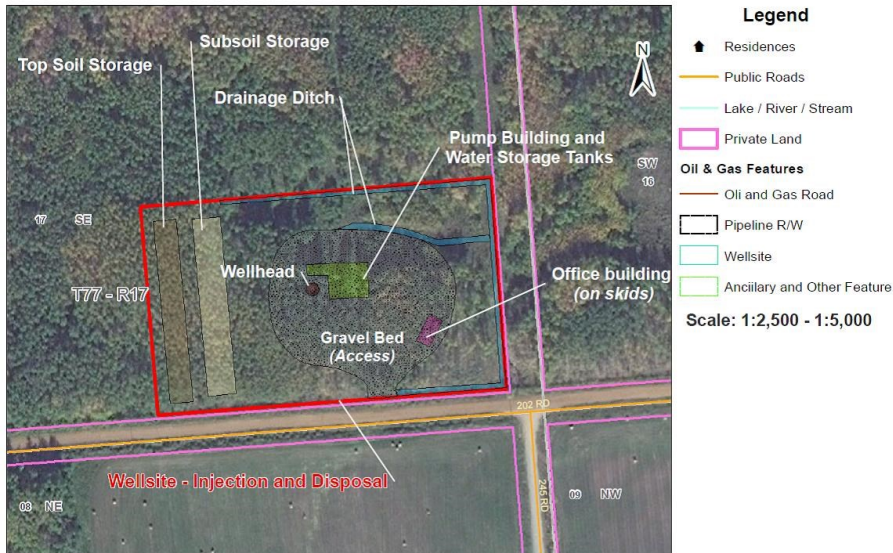 Subsoil Storage
Top Soil Storage
Drainage Ditch
Pump Building and
Water Storage Tanks
N
SW
16
17 SE
T77 - R17
Wellhead
Office building
(on skids)
Gravel Bed
(Access)
202 RD
Wellsite - Injection and Disposal
245 RD
08 NE
09 NW
Legend
Residences
Public Roads
Lake / River / Stream
Private Land
Oil & Gas Features
Oli and Gas Road
Pipeline R/W
Wellsite
Anciilary and Other Feature
Scale: 1:2,500 - 1:5,000